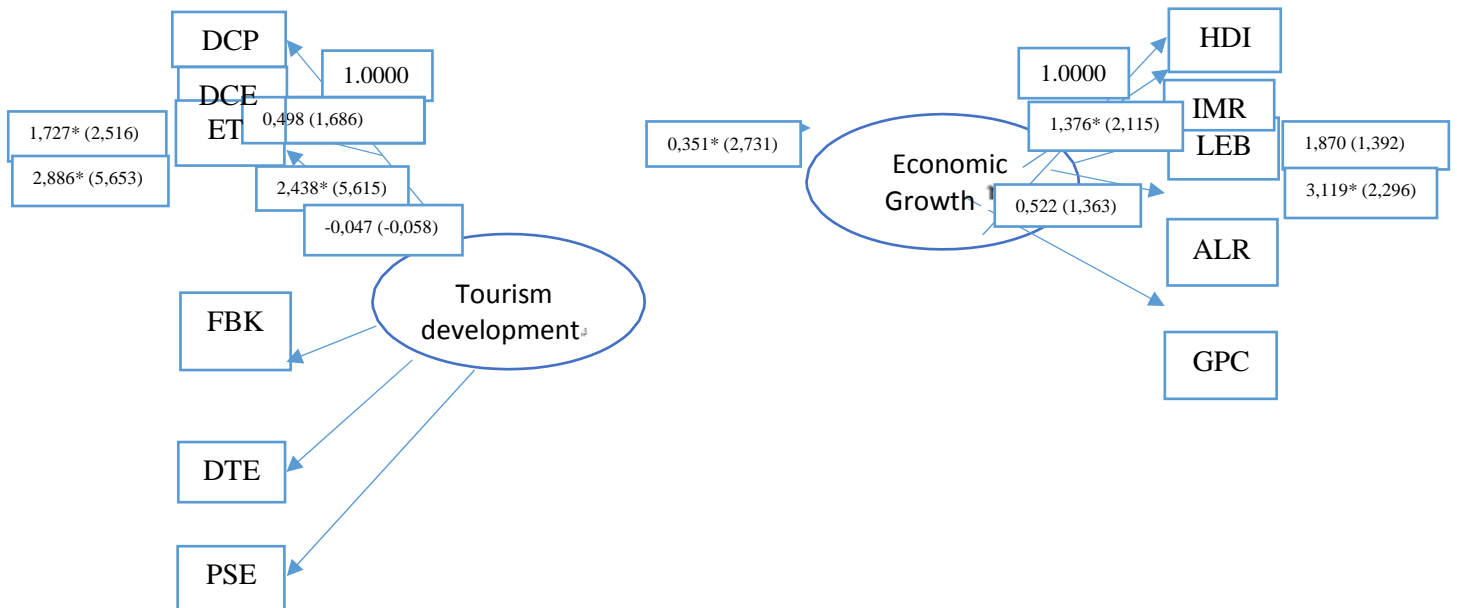 DCP
DCE
ET
1.0000
0,498 (1,686)
1,727* (2,516)
2,886* (5,653)
2,438* (5,615)
-0,047 (-0,058)
Tourism
development
FBK
DTE
PSE
0,351* (2,731)
Economic
Growth
1.0000
1,376* (2,115)
0,522 (1,363)
HDI
IMR
LEB
1,870 (1,392)
3,119* (2,296)
ALR
GPC